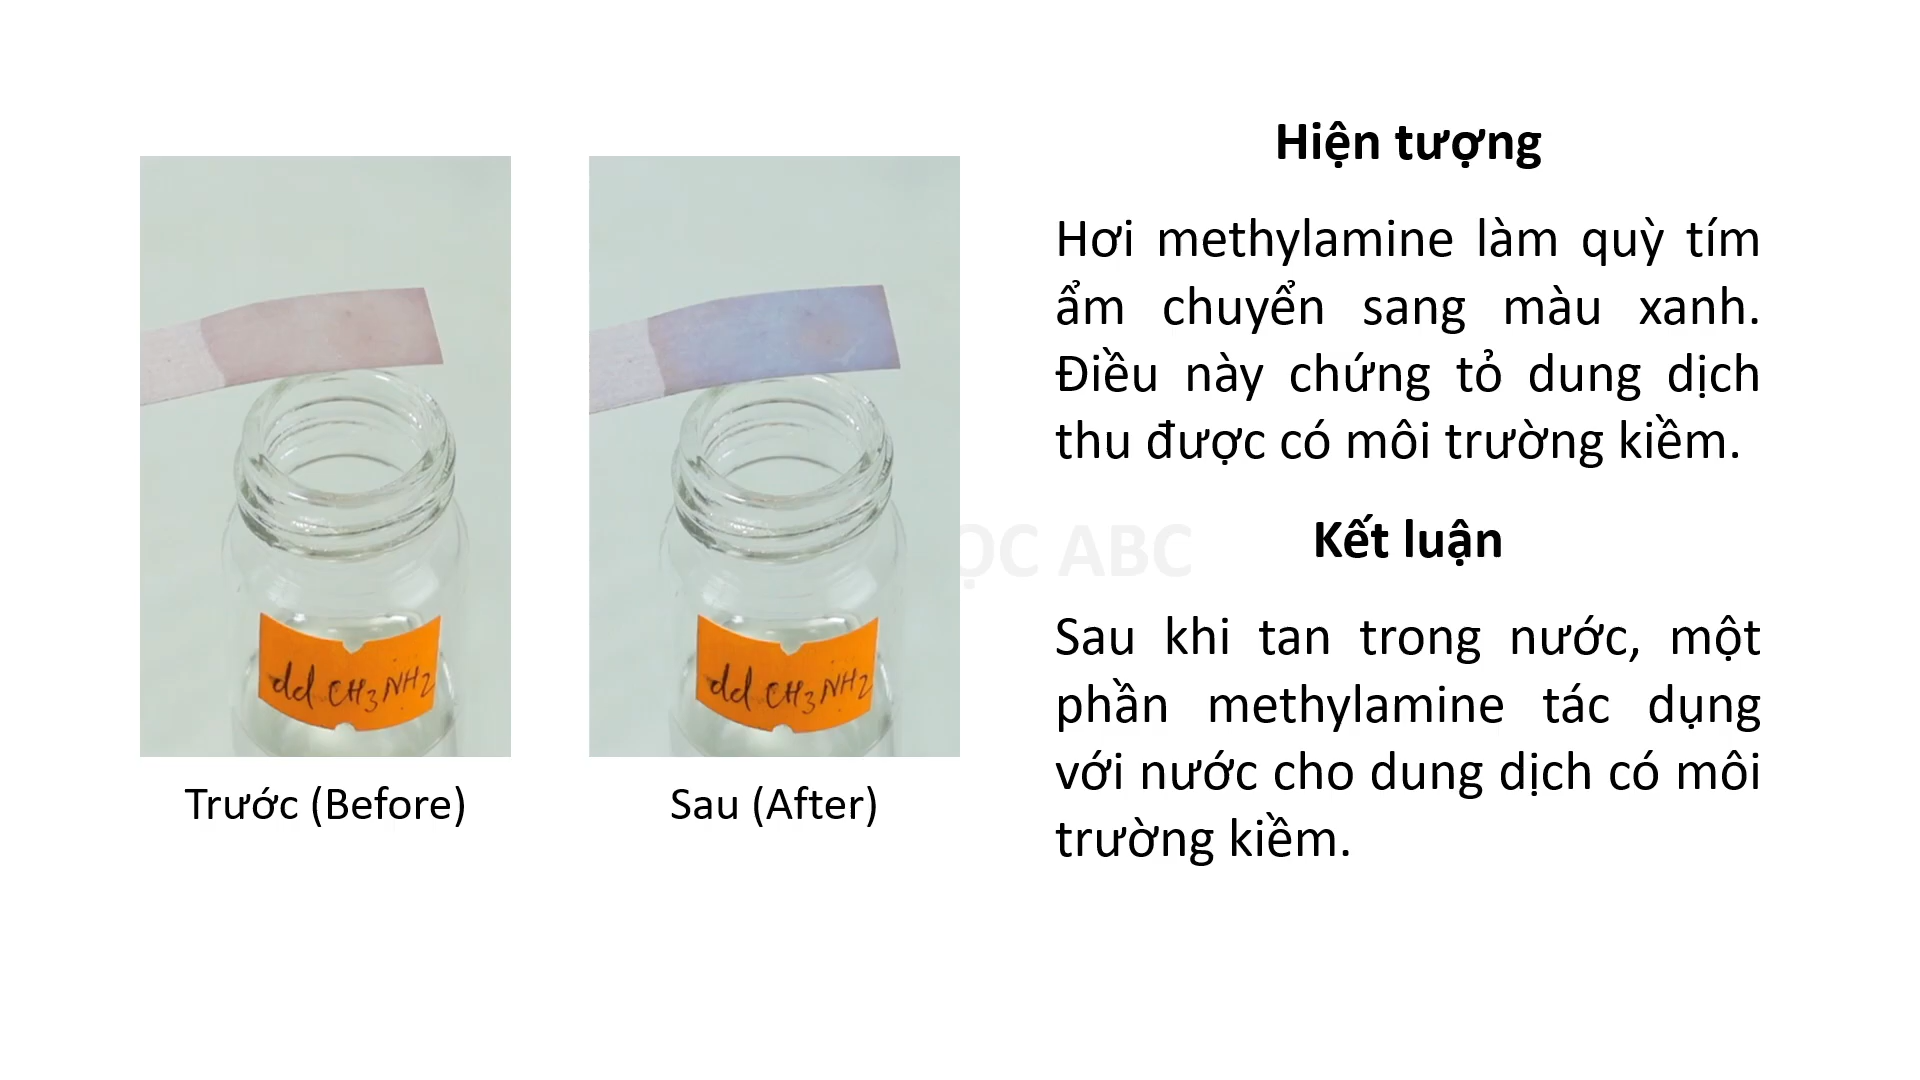 Hiện tượng
Hơi methylamine làm quỳ tím
ẩm chuyển sang màu xanh.
Điều này chứng tỏ dung dịch
thu được có môi trường kiềm.
Kết luận
Sau khi tan trong nước, một
phần methylamine tác dụng
với nước cho dung dịch có môi
trường kiềm.
dd CH3NH2
dd CH3NH2
Trước (Before)
Sau (After)
ỌC ABC